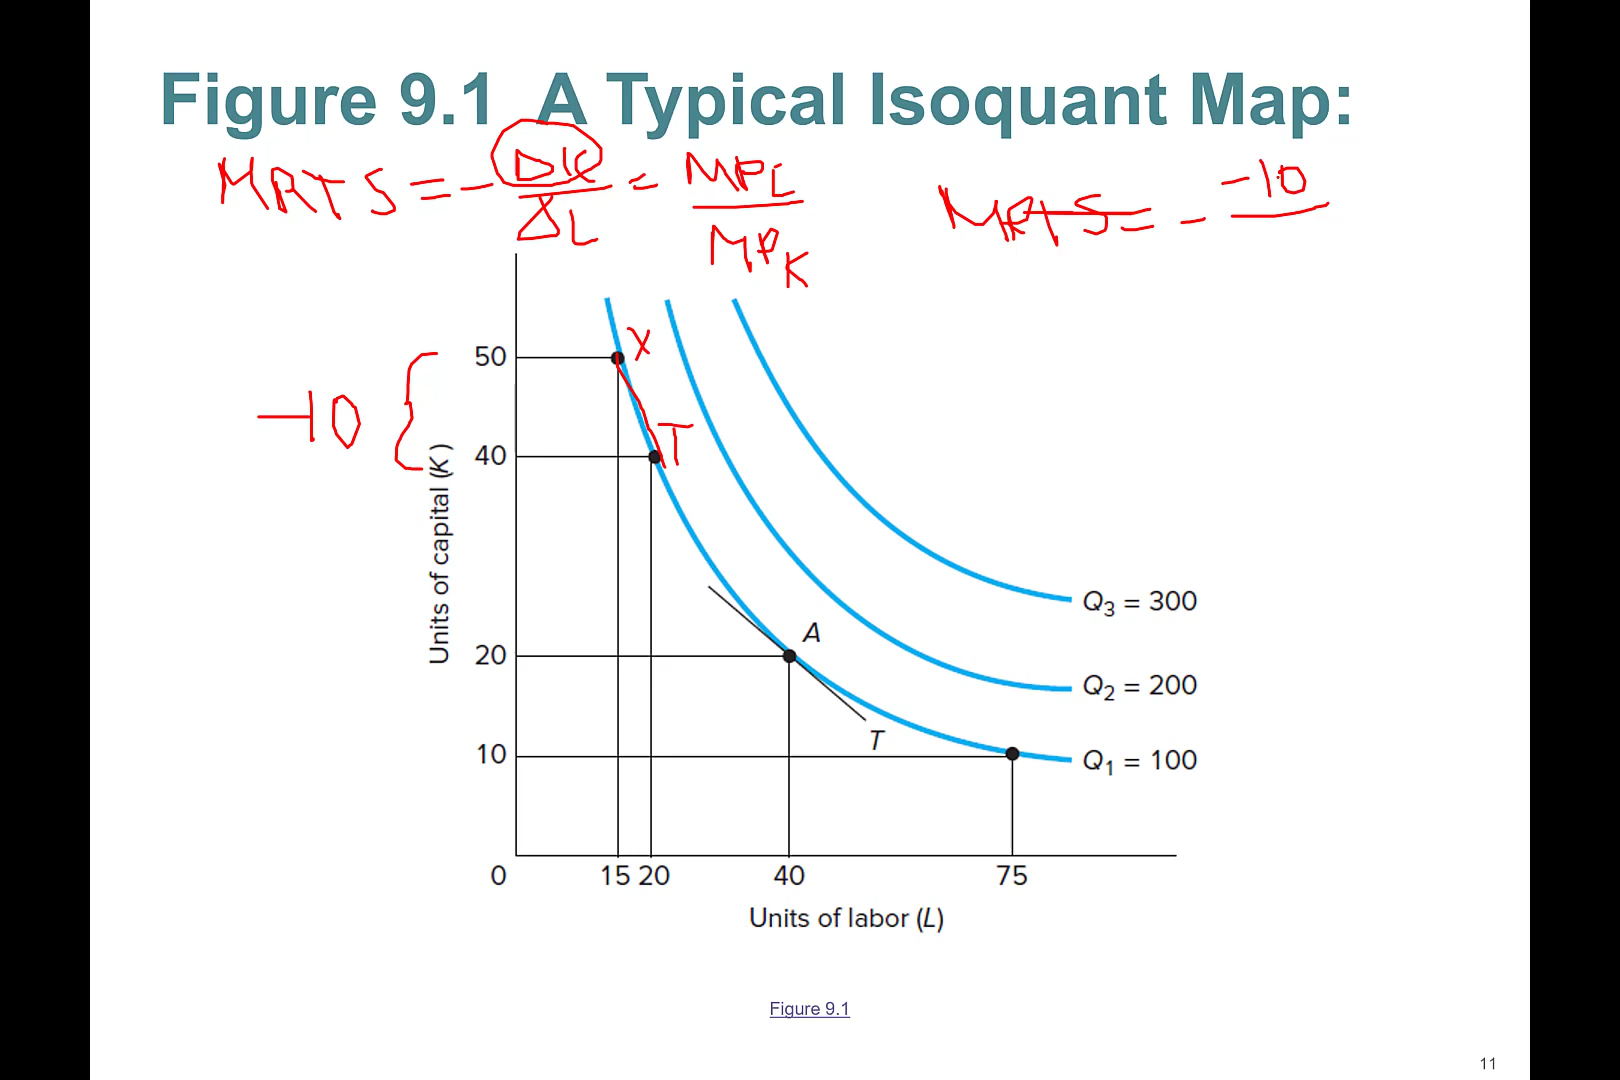 Figure 9.1 A Typical Isoquant Map:
MRTS = - ΔK / ΔL = MPL / MPK
MRTS = - -10
X
50
-10 {
T
40
Units of capital (K)
Q3 = 300
A
20
Q2 = 200
T
10
Q1 = 100
0 15 20 40 75
Units of labor (L)
Figure 9.1
11